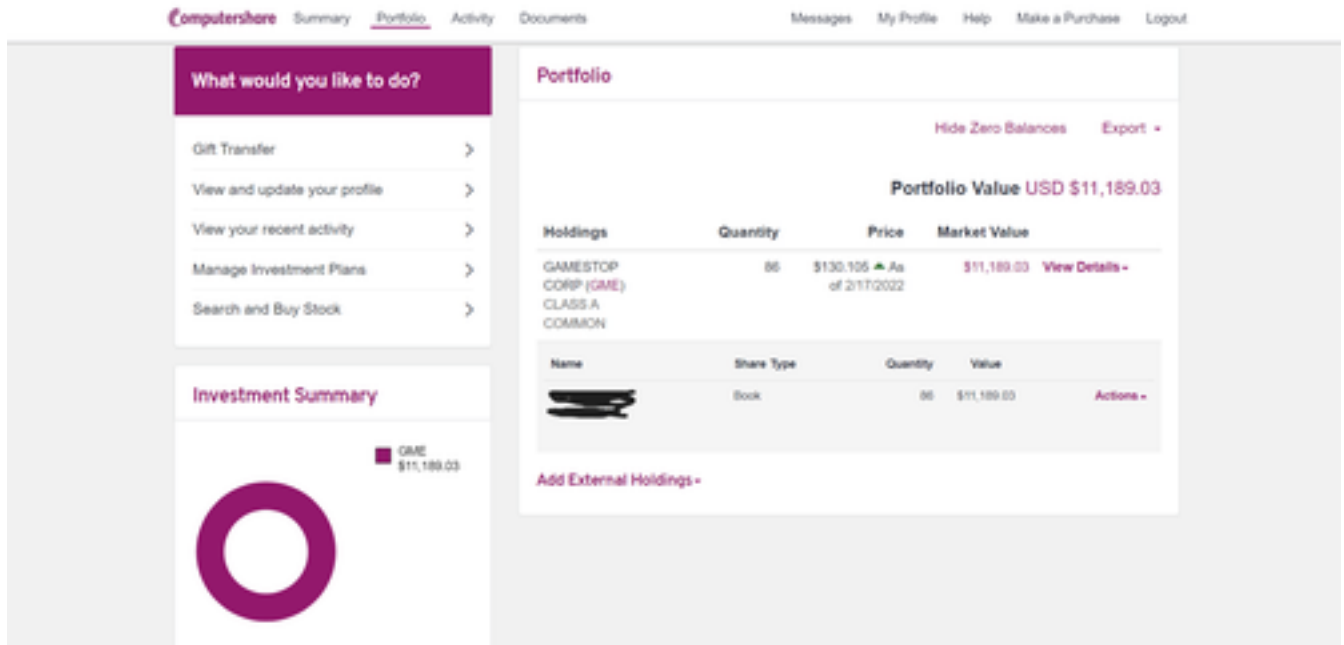 Computershare Summary Portfolio Activity Documents Messages My Profile Help Make a Purchase Logout
What would you like to do?
Gift Transfer
View and update your profile
View your recent activity
Manage Investment Plans
Search and Buy Stock
Investment Summary
GME
$11,189.03
Portfolio
Hide Zero Balances Export
Portfolio Value USD $11,189.03
Holdings Quantity Price Market Value
GAMESTOP 86 $130.105 As $11,189.03 View Details
CORP (GME) of 2/17/2022
CLASS A
COMMON
Name Share Type Quantity Value
Book 86 $11,189.03 Actions
Add External Holdings